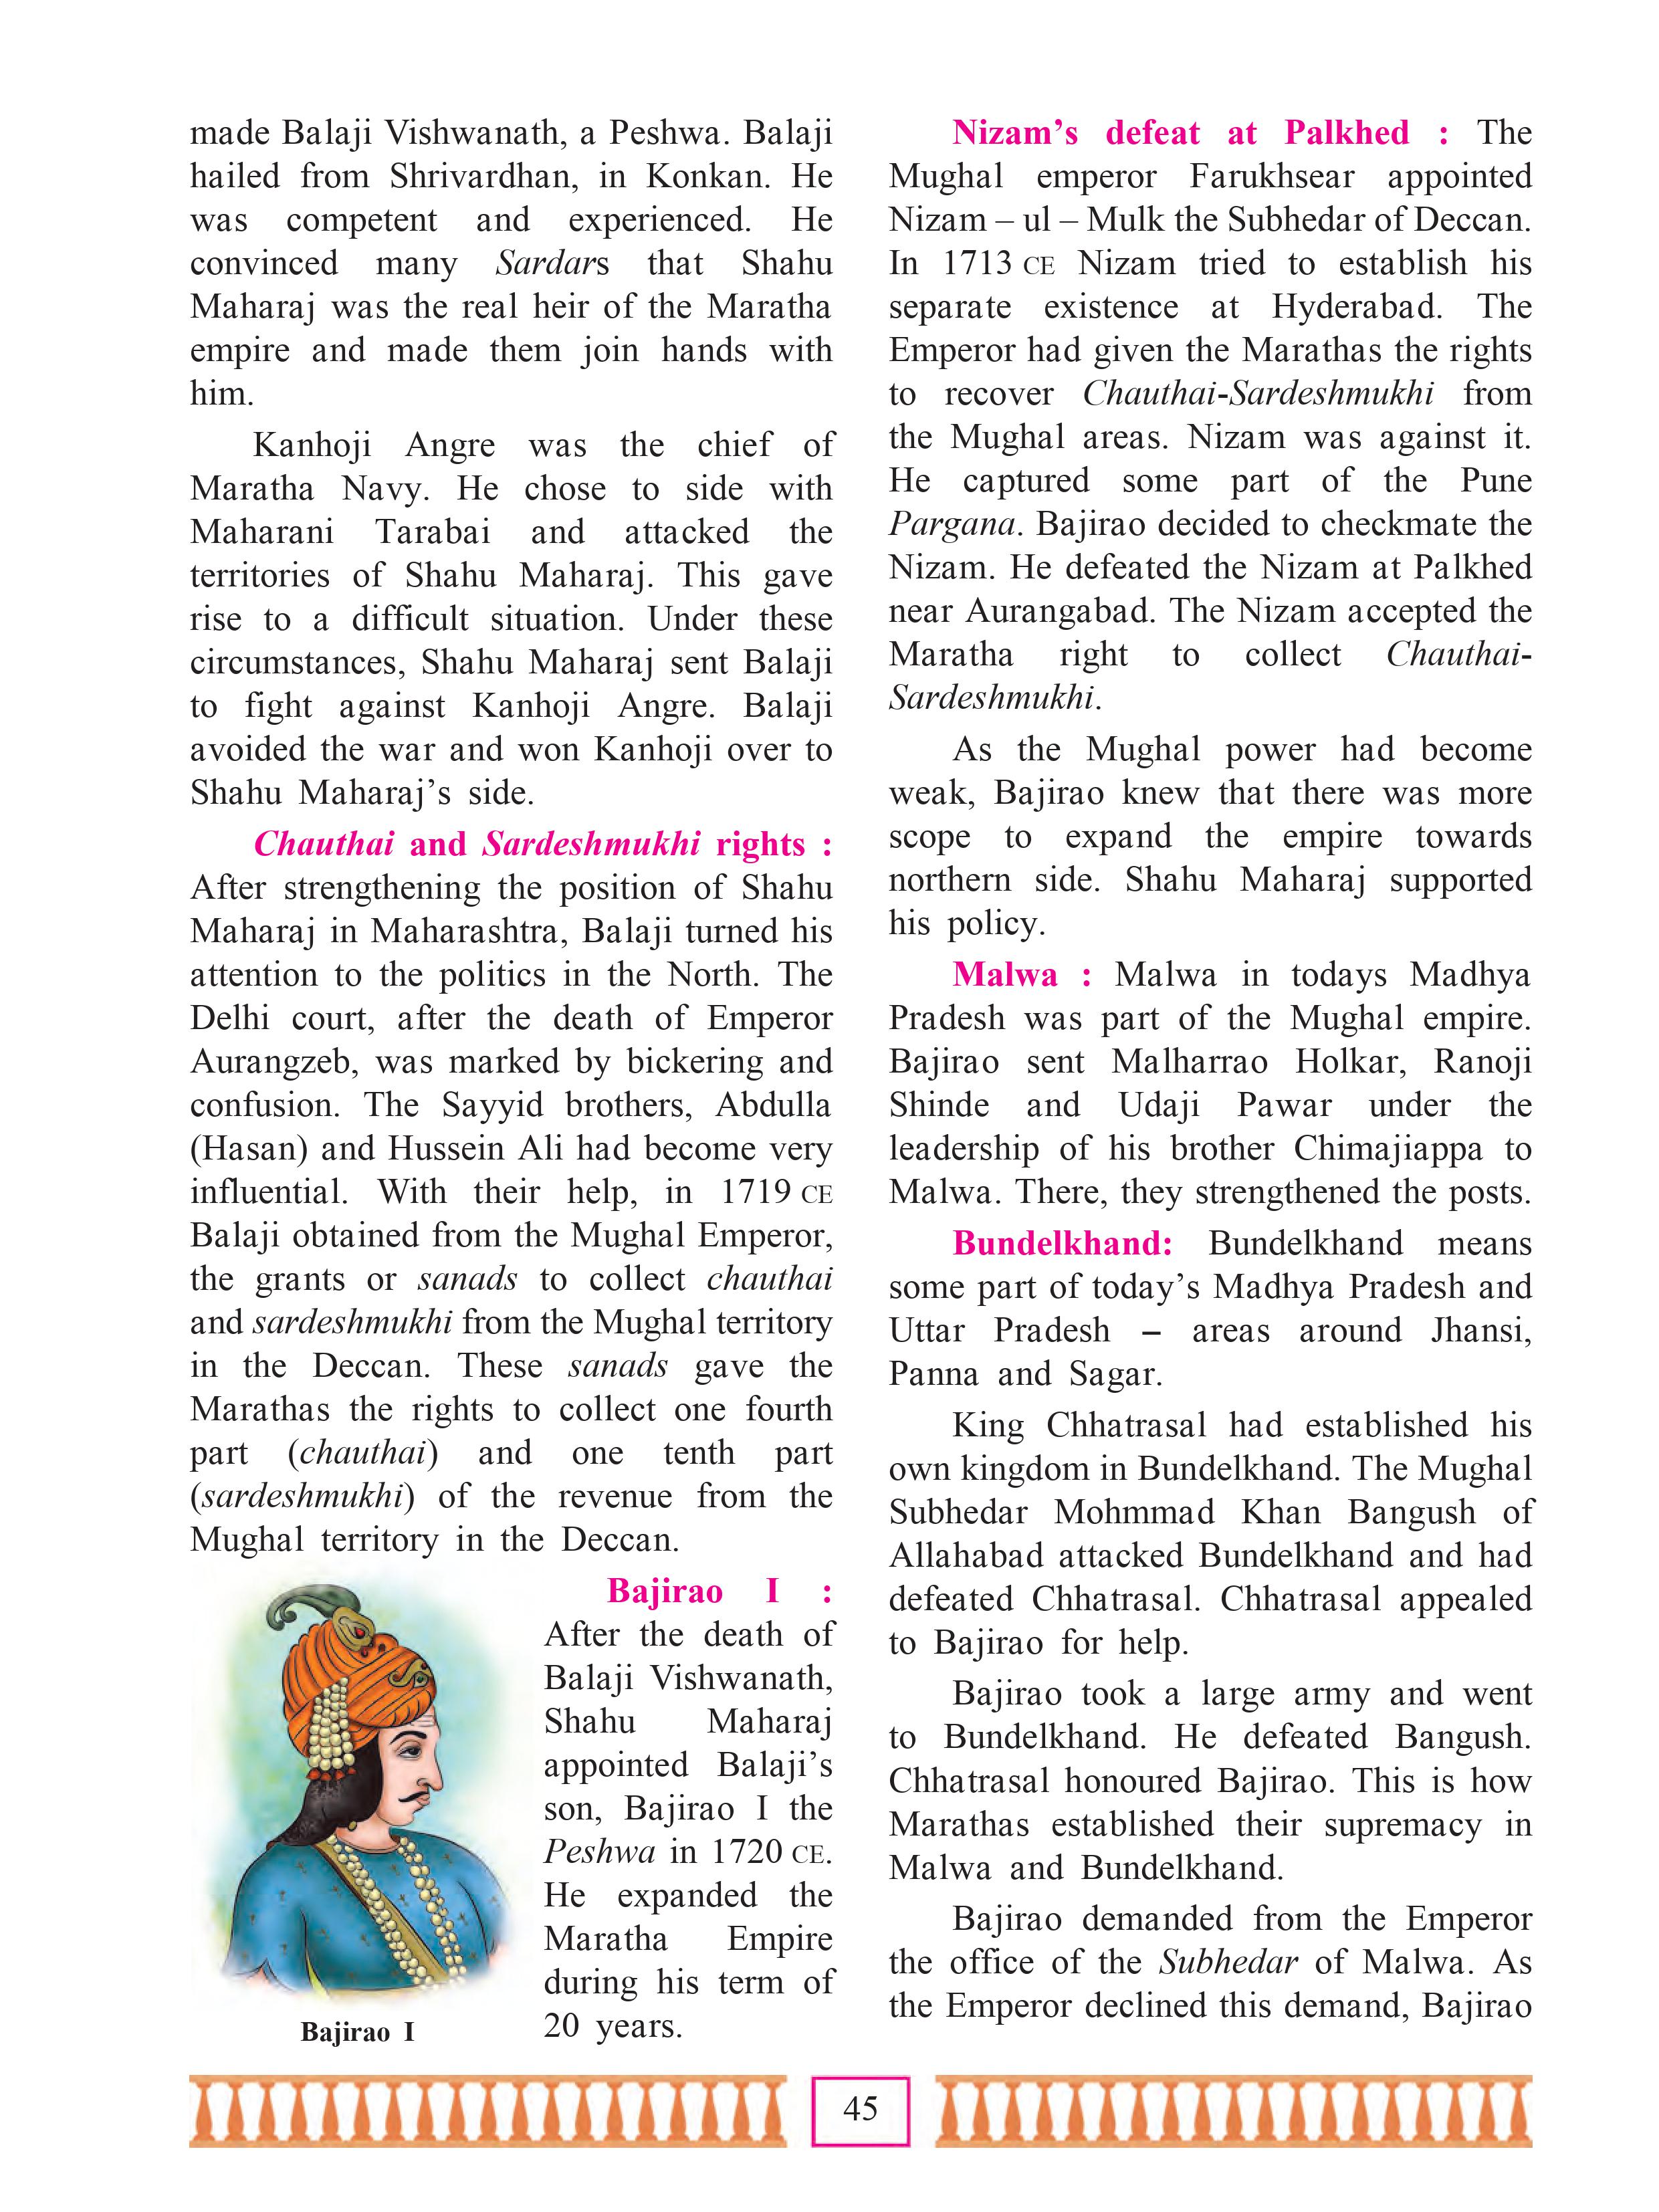 made Balaji Vishwanath, a Peshwa. Balaji
hailed from Shrivardhan, in Konkan. He
was competent and experienced. He
convinced many Sardars that Shahu
Maharaj was the real heir of the Maratha
empire and made them join hands with
him.
Kanhoji Angre was the chief of
Maratha Navy. He chose to side with
Maharani Tarabai and attacked the
territories of Shahu Maharaj. This gave
rise to a difficult situation. Under these
circumstances, Shahu Maharaj sent Balaji
to fight against Kanhoji Angre. Balaji
avoided the war and won Kanhoji over to
Shahu Maharaj’s side.
Chauthai and Sardeshmukhi rights :
After strengthening the position of Shahu
Maharaj in Maharashtra, Balaji turned his
attention to the politics in the North. The
Delhi court, after the death of Emperor
Aurangzeb, was marked by bickering and
confusion. The Sayyid brothers, Abdulla
(Hasan) and Hussein Ali had become very
influential. With their help, in 1719 CE
Balaji obtained from the Mughal Emperor,
the grants or sanads to collect chauthai
and sardeshmukhi from the Mughal territory
in the Deccan. These sanads gave the
Marathas the rights to collect one fourth
part (chauthai) and one tenth part
(sardeshmukhi) of the revenue from the
Mughal territory in the Deccan.
Bajirao I :
After the death of
Balaji Vishwanath,
Shahu Maharaj
appointed Balaji’s
son, Bajirao I the
Peshwa in 1720 CE.
He expanded the
Maratha Empire
during his term of
20 years.
Bajirao I
Nizam’s defeat at Palkhed : The
Mughal emperor Farukhsear appointed
Nizam – ul – Mulk the Subhedar of Deccan.
In 1713 CE Nizam tried to establish his
separate existence at Hyderabad. The
Emperor had given the Marathas the rights
to recover Chauthai-Sardeshmukhi from
the Mughal areas. Nizam was against it.
He captured some part of the Pune
Pargana. Bajirao decided to checkmate the
Nizam. He defeated the Nizam at Palkhed
near Aurangabad. The Nizam accepted the
Maratha right to collect Chauthai-
Sardeshmukhi.
As the Mughal power had become
weak, Bajirao knew that there was more
scope to expand the empire towards
northern side. Shahu Maharaj supported
his policy.
Malwa : Malwa in todays Madhya
Pradesh was part of the Mughal empire.
Bajirao sent Malharrao Holkar, Ranoji
Shinde and Udaji Pawar under the
leadership of his brother Chimajiappa to
Malwa. There, they strengthened the posts.
Bundelkhand: Bundelkhand means
some part of today’s Madhya Pradesh and
Uttar Pradesh – areas around Jhansi,
Panna and Sagar.
King Chhatrasal had established his
own kingdom in Bundelkhand. The Mughal
Subhedar Mohmmad Khan Bangush of
Allahabad attacked Bundelkhand and had
defeated Chhatrasal. Chhatrasal appealed
to Bajirao for help.
Bajirao took a large army and went
to Bundelkhand. He defeated Bangush.
Chhatrasal honoured Bajirao. This is how
Marathas established their supremacy in
Malwa and Bundelkhand.
Bajirao demanded from the Emperor
the office of the Subhedar of Malwa. As
the Emperor declined this demand, Bajirao
45